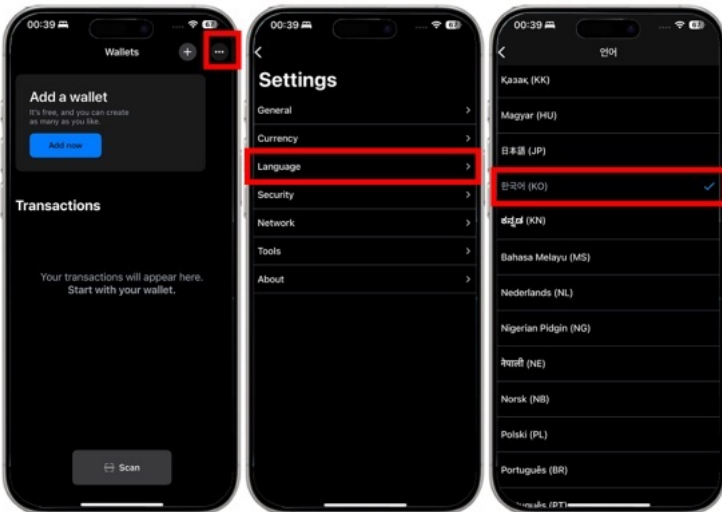 00:39
Wallets
Add a wallet
It's free, and you can create
as many as you like.
Add now
Transactions
Your transactions will appear here.
Start with your wallet.
Scan
00:39
Settings
General
Currency
Language
Security
Network
Tools
About
00:39
언어
Қазақ (KK)
Magyar (HU)
日本語 (JP)
한국어 (KO)
ಕನ್ನಡ (KN)
Bahasa Melayu (MS)
Nederlands (NL)
Nigerian Pidgin (NG)
नेपाली (NE)
Norsk (NB)
Polski (PL)
Português (BR)
Português (PT)